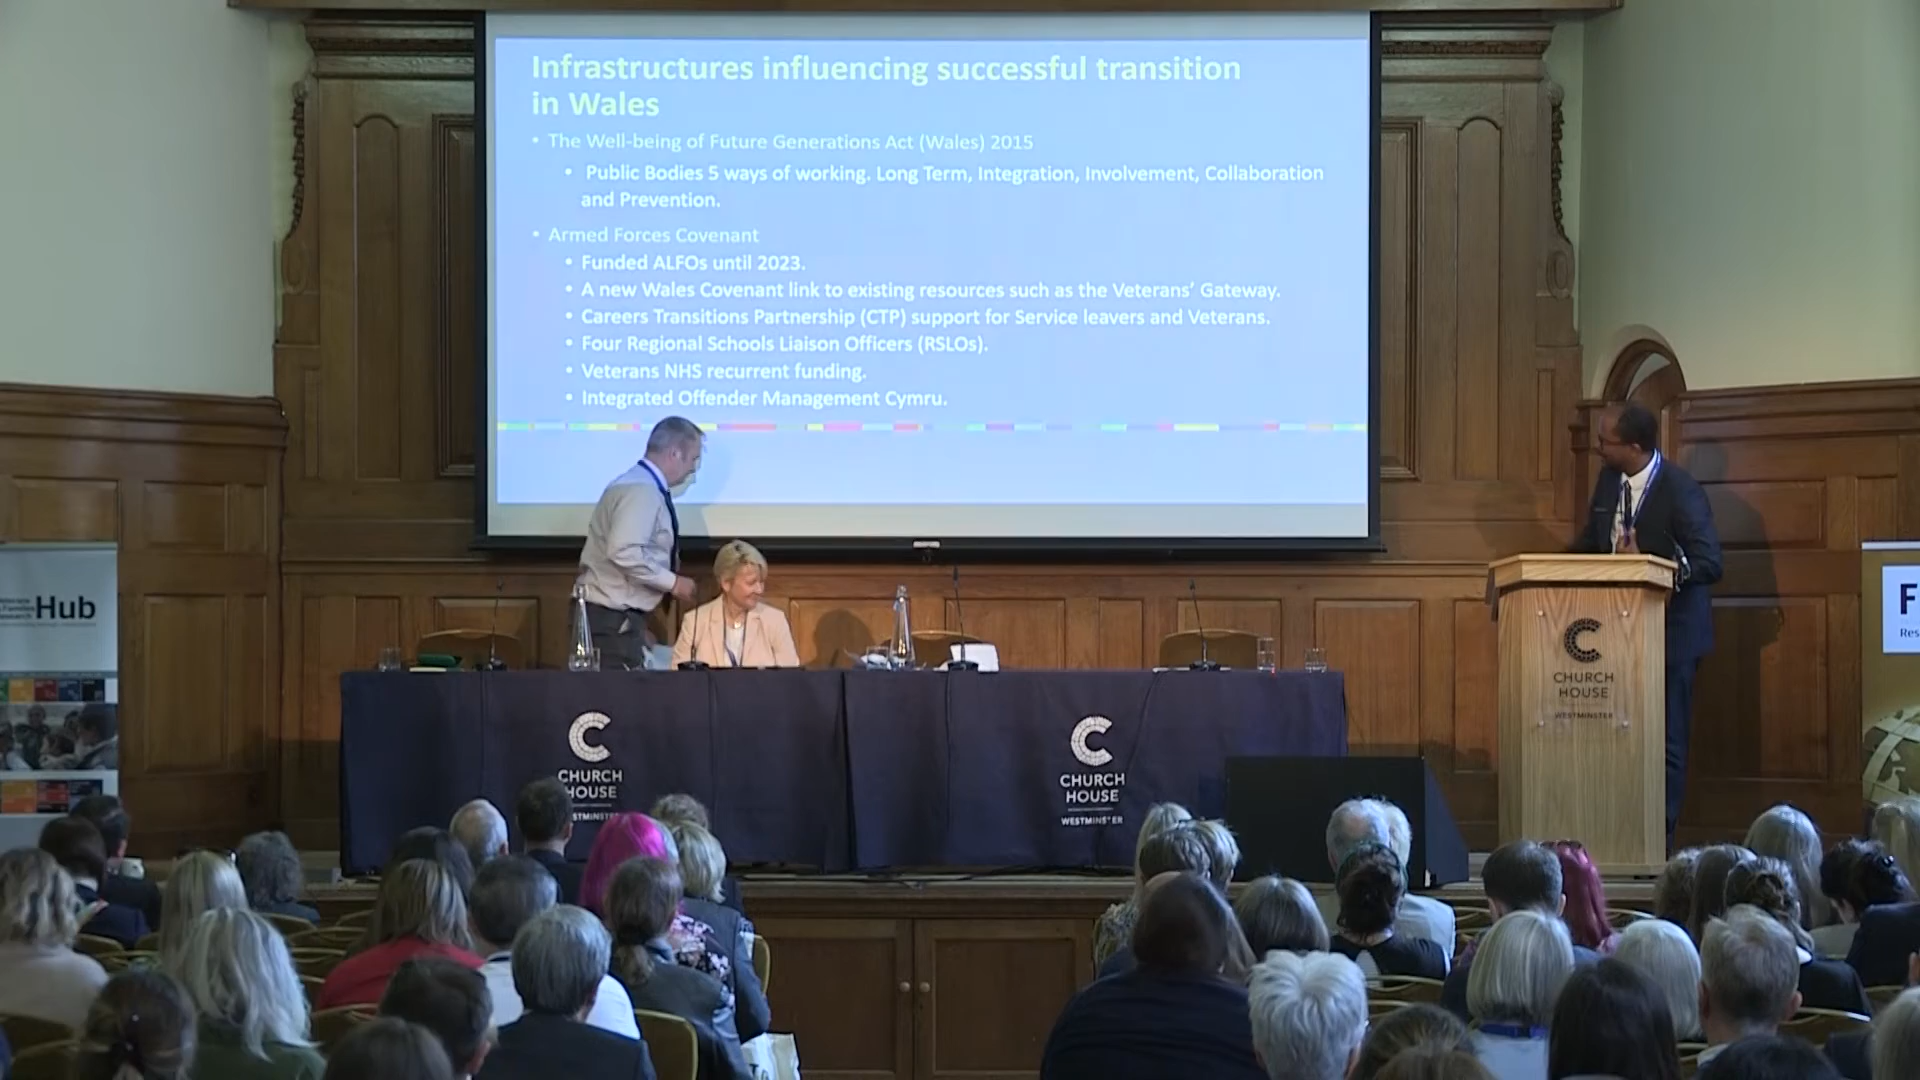 Infrastructures influencing successful transition
in Wales
• The Well-being of Future Generations Act (Wales) 2015
• Public Bodies 5 ways of working. Long Term, Integration, Involvement, Collaboration
and Prevention.
• Armed Forces Covenant
• Funded ALFOs until 2023.
• A new Wales Covenant link to existing resources such as the Veterans' Gateway.
• Careers Transitions Partnership (CTP) support for Service leavers and Veterans.
• Four Regional Schools Liaison Officers (RSLOs).
• Veterans NHS recurrent funding.
• Integrated Offender Management Cymru.
Hub
F
Res
CHURCH
HOUSE
WESTMINSTER
CHURCH
HOUSE
STMINSTER
CHURCH
HOUSE
WESTMINSTER